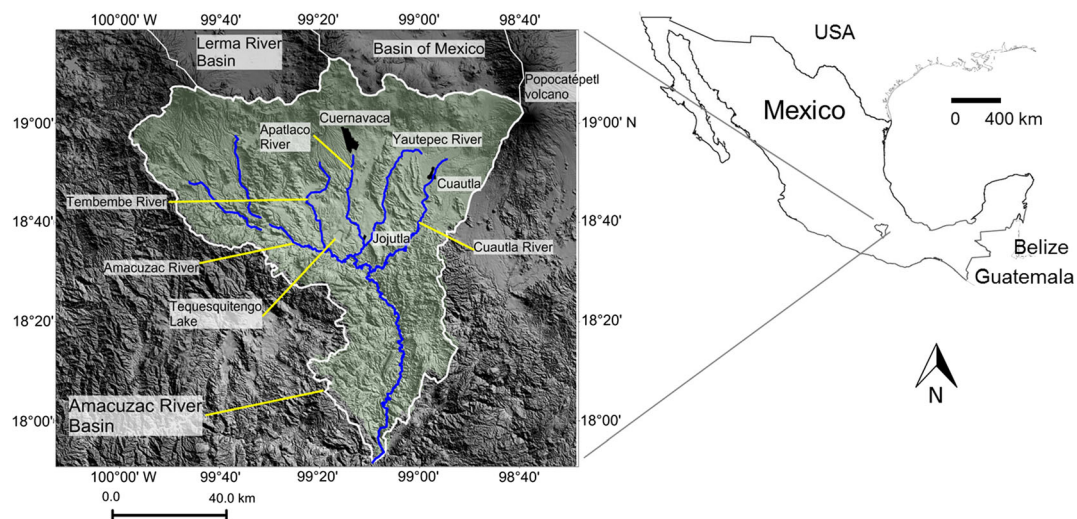 100°00' W
99°40'
99°20'
99°00'
98°40'
Lerma River
Basin
Basin of Mexico
Popocatépetl
volcano
19°00'
19°00' N
Cuernavaca
Apatlaco
River
Yautepec River
Cuautla
Tembembe River
18°40'
18°40'
Jojutla
Cuautla River
Amacuzac River
Tequesquitengo
Lake
18°20'
18°20'
Amacuzac River
Basin
18°00'
18°00'
100°00' W
99°40'
99°20'
99°00'
98°40'
0.0
40.0 km
USA
Mexico
0 400 km
Belize
Guatemala
N